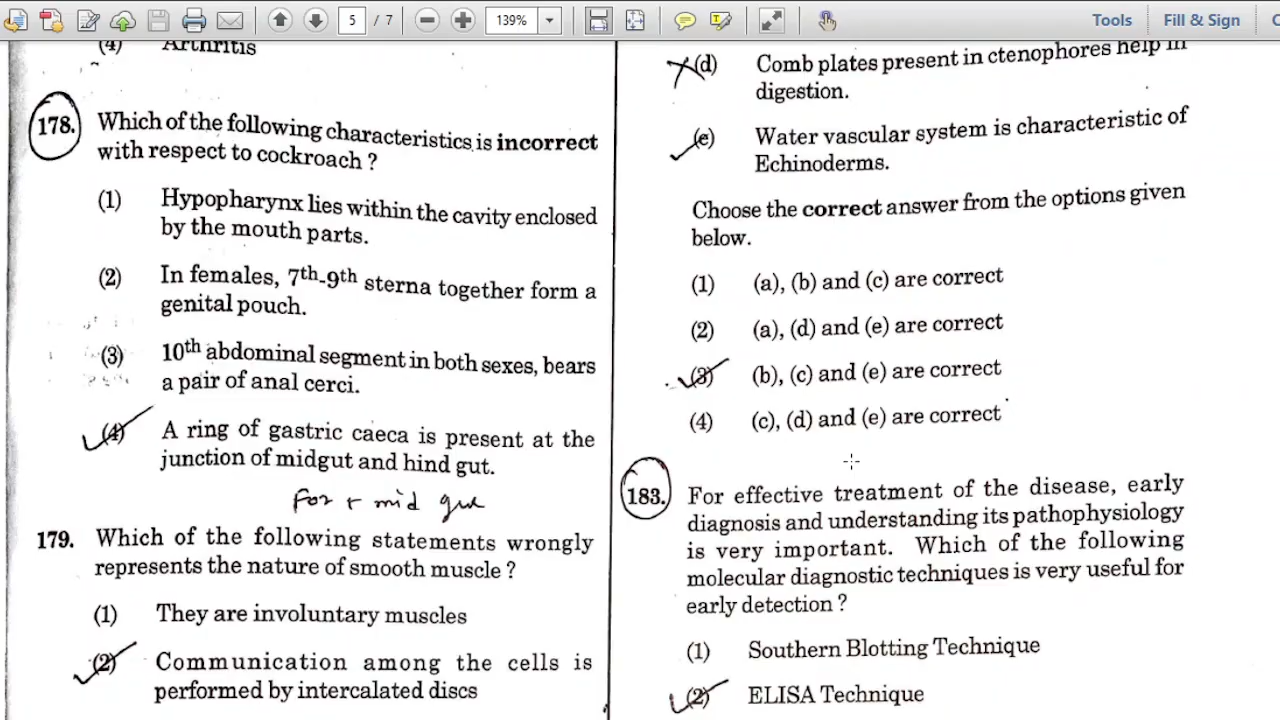 5 / 7
139%
Tools
Fill & Sign
(4) Arthritis
178. Which of the following characteristics is incorrect
with respect to cockroach ?
(1) Hypopharynx lies within the cavity enclosed
by the mouth parts.
(2) In females, 7th-9th sterna together form a
genital pouch.
(3) 10th abdominal segment in both sexes, bears
a pair of anal cerci.
(4) A ring of gastric caeca is present at the
junction of midgut and hind gut.
For + mid gut
179. Which of the following statements wrongly
represents the nature of smooth muscle ?
(1) They are involuntary muscles
(2) Communication among the cells is
performed by intercalated discs
(d) Comb plates present in ctenophores help in
digestion.
(e) Water vascular system is characteristic of
Echinoderms.
Choose the correct answer from the options given
below.
(1) (a), (b) and (c) are correct
(2) (a), (d) and (e) are correct
(3) (b), (c) and (e) are correct
(4) (c), (d) and (e) are correct
183. For effective treatment of the disease, early
diagnosis and understanding its pathophysiology
is very important. Which of the following
molecular diagnostic techniques is very useful for
early detection ?
(1) Southern Blotting Technique
(2) ELISA Technique